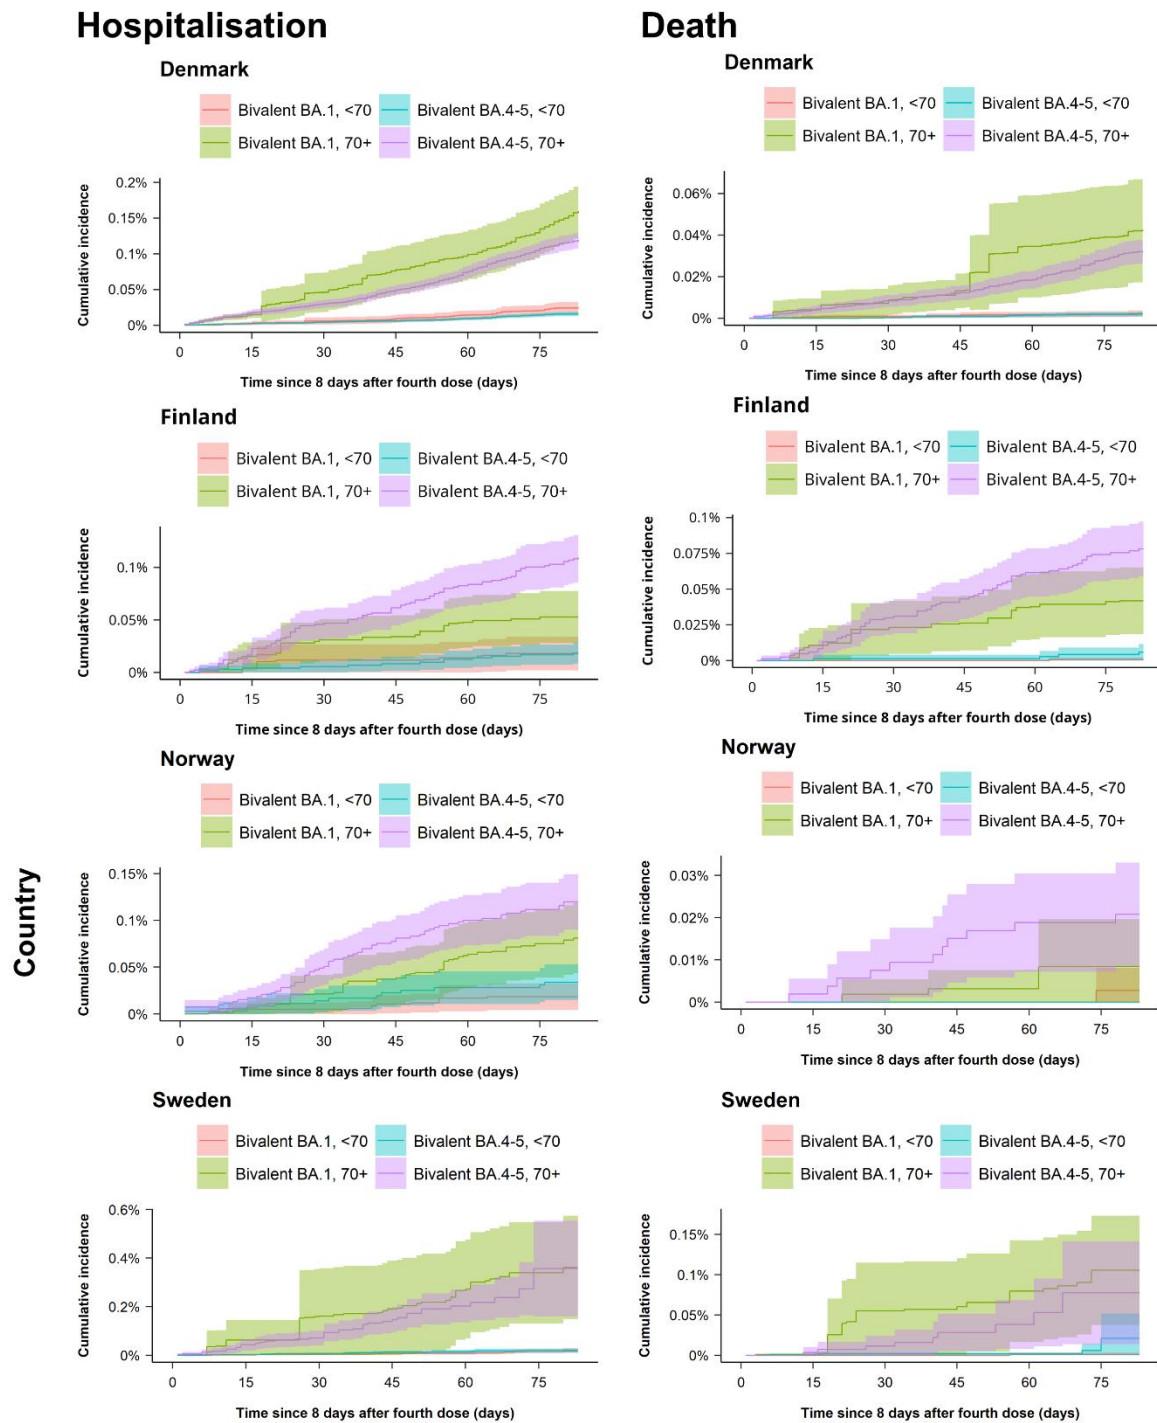 Hospitalisation
Death
Country
Denmark
Bivalent BA.1, <70
Bivalent BA.4-5, <70
Bivalent BA.1, 70+
Bivalent BA.4-5, 70+
Cumulative incidence
0.2%
0.15%
0.1%
0.05%
0%
0 15 30 45 60 75
Time since 8 days after fourth dose (days)
Denmark
Bivalent BA.1, <70
Bivalent BA.4-5, <70
Bivalent BA.1, 70+
Bivalent BA.4-5, 70+
Cumulative incidence
0.06%
0.04%
0.02%
0%
0 15 30 45 60 75
Time since 8 days after fourth dose (days)
Finland
Bivalent BA.1, <70
Bivalent BA.4-5, <70
Bivalent BA.1, 70+
Bivalent BA.4-5, 70+
Cumulative incidence
0.1%
0.05%
0%
0 15 30 45 60 75
Time since 8 days after fourth dose (days)
Finland
Bivalent BA.1, <70
Bivalent BA.4-5, <70
Bivalent BA.1, 70+
Bivalent BA.4-5, 70+
Cumulative incidence
0.1%
0.075%
0.05%
0.025%
0%
0 15 30 45 60 75
Time since 8 days after fourth dose (days)
Norway
Bivalent BA.1, <70
Bivalent BA.4-5, <70
Bivalent BA.1, 70+
Bivalent BA.4-5, 70+
Cumulative incidence
0.15%
0.1%
0.05%
0%
0 15 30 45 60 75
Time since 8 days after fourth dose (days)
Norway
Bivalent BA.1, <70
Bivalent BA.4-5, <70
Bivalent BA.1, 70+
Bivalent BA.4-5, 70+
Cumulative incidence
0.03%
0.02%
0.01%
0%
0 15 30 45 60 75
Time since 8 days after fourth dose (days)
Sweden
Bivalent BA.1, <70
Bivalent BA.4-5, <70
Bivalent BA.1, 70+
Bivalent BA.4-5, 70+
Cumulative incidence
0.6%
0.4%
0.2%
0%
0 15 30 45 60 75
Time since 8 days after fourth dose (days)
Sweden
Bivalent BA.1, <70
Bivalent BA.4-5, <70
Bivalent BA.1, 70+
Bivalent BA.4-5, 70+
Cumulative incidence
0.15%
0.1%
0.05%
0%
0 15 30 45 60 75
Time since 8 days after fourth dose (days)